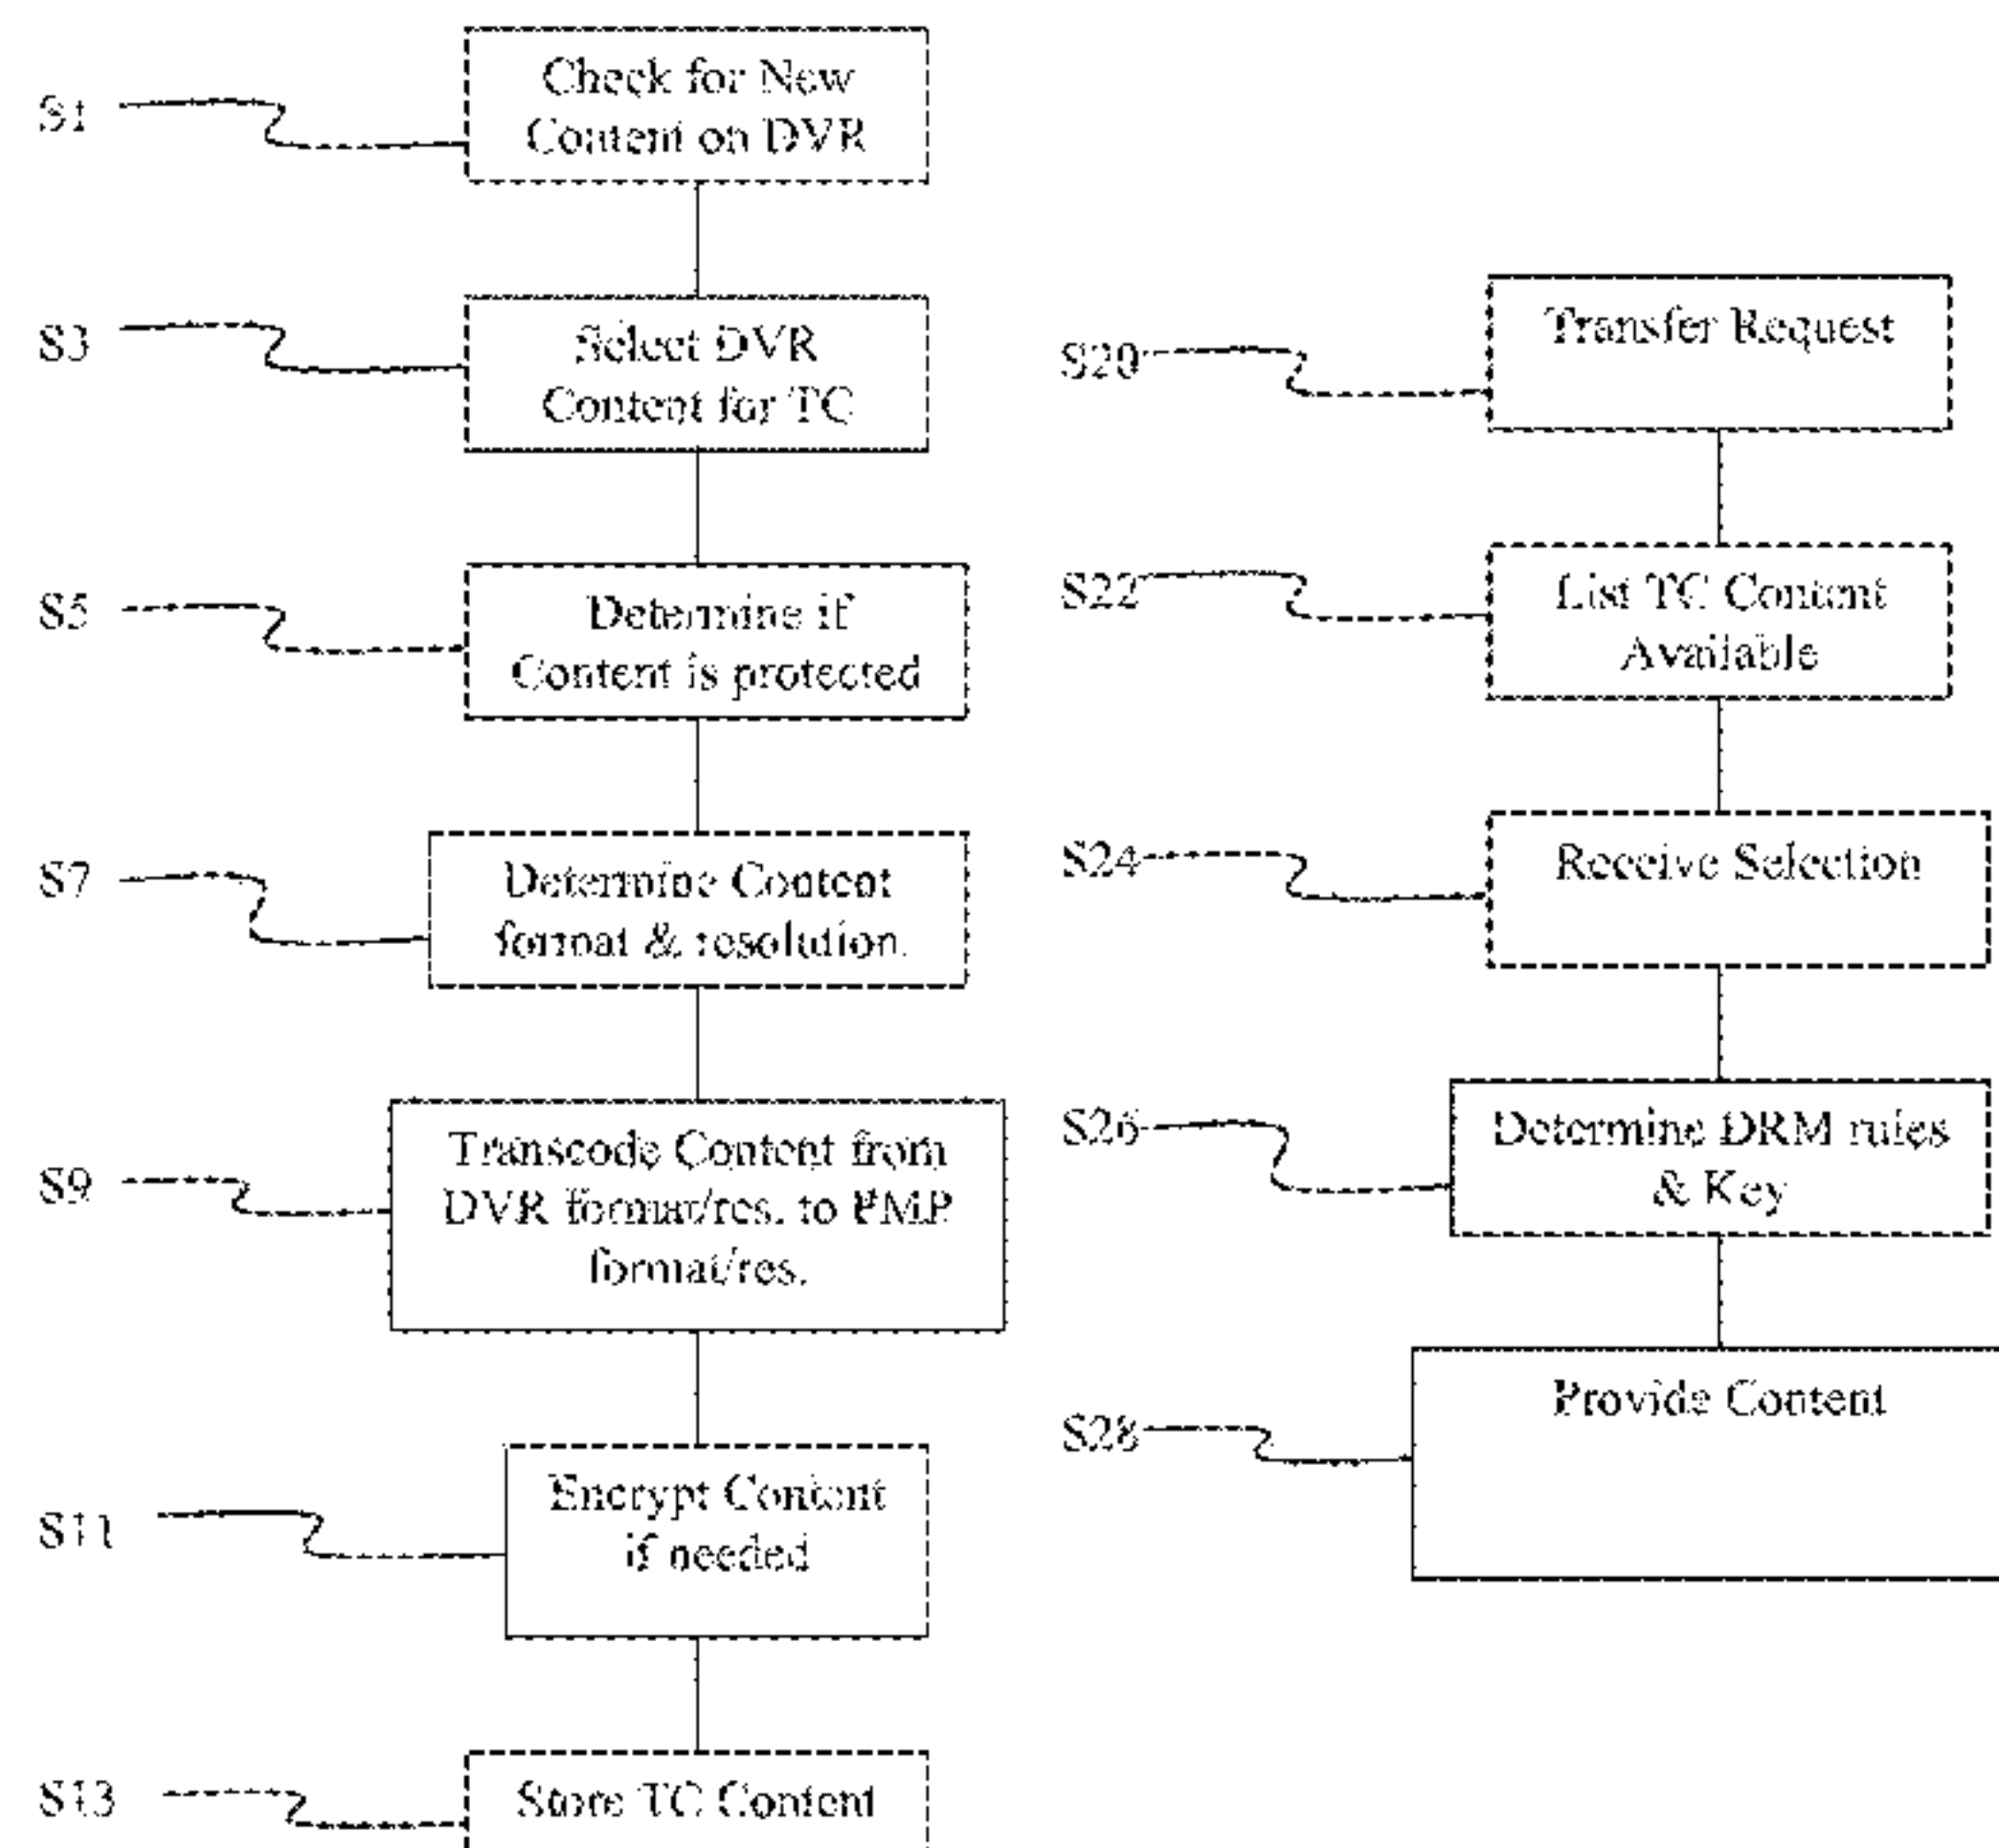 S1
Check for New
Content on DVR
S3
Select DVR
Content for TC
S5
Determine if
Content is protected
S7
Determine Content
format & resolution.
S9
Transcode Content from
DVR format/res. to PMP
format/res.
S11
Encrypt Content
if needed
S13
Store TC Content
S20
Transfer Request
S22
List TC Content
Available
S24
Receive Selection
S26
Determine DRM rules
& Key
S28
Provide Content